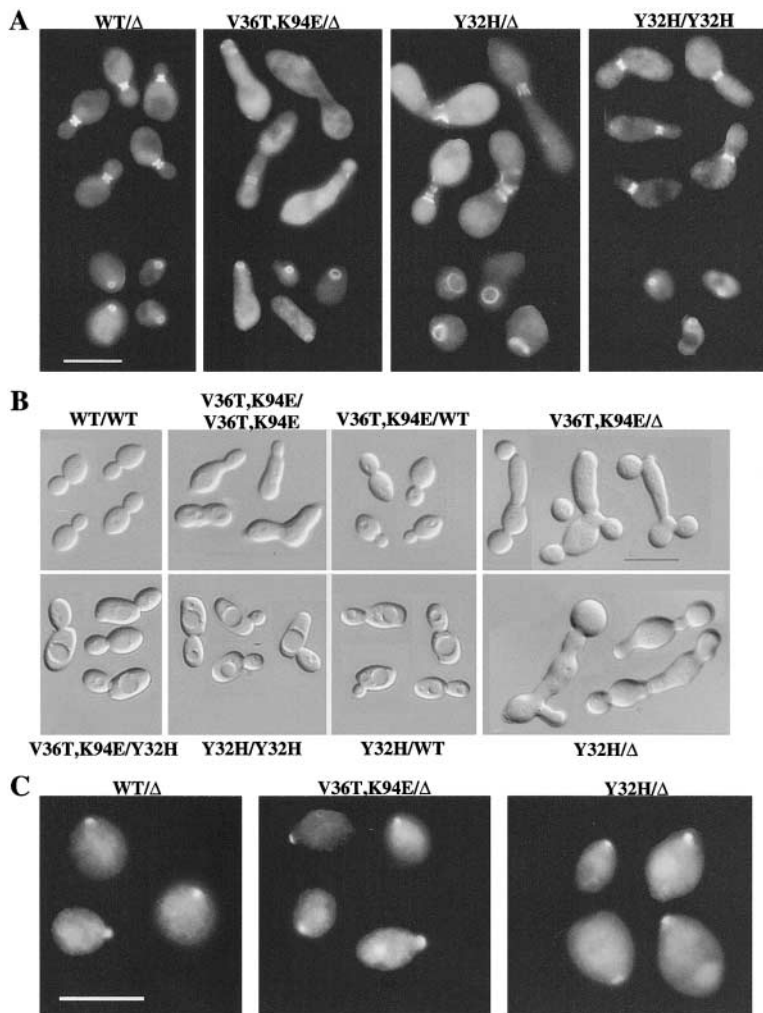 A
WT/Δ
V36T,K94E/Δ
Y32H/Δ
Y32H/Y32H
B
WT/WT
V36T,K94E/
V36T,K94E
V36T,K94E/WT
V36T,K94E/Δ
V36T,K94E/Y32H
Y32H/Y32H
Y32H/WT
Y32H/Δ
C
WT/Δ
V36T,K94E/Δ
Y32H/Δ